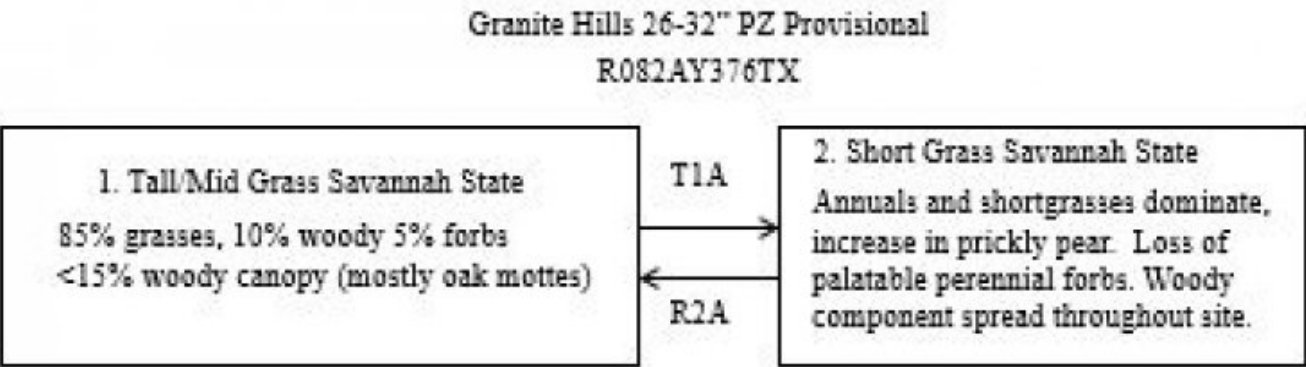 Granite Hills 26-32" PZ Provisional
R082AY376TX
1. Tall/Mid Grass Savannah State
85% grasses, 10% woody 5% forbs
<15% woody canopy (mostly oak mottes)
T1A
R2A
2. Short Grass Savannah State
Annuals and shortgrasses dominate,
increase in prickly pear. Loss of
palatable perennial forbs. Woody
component spread throughout site.